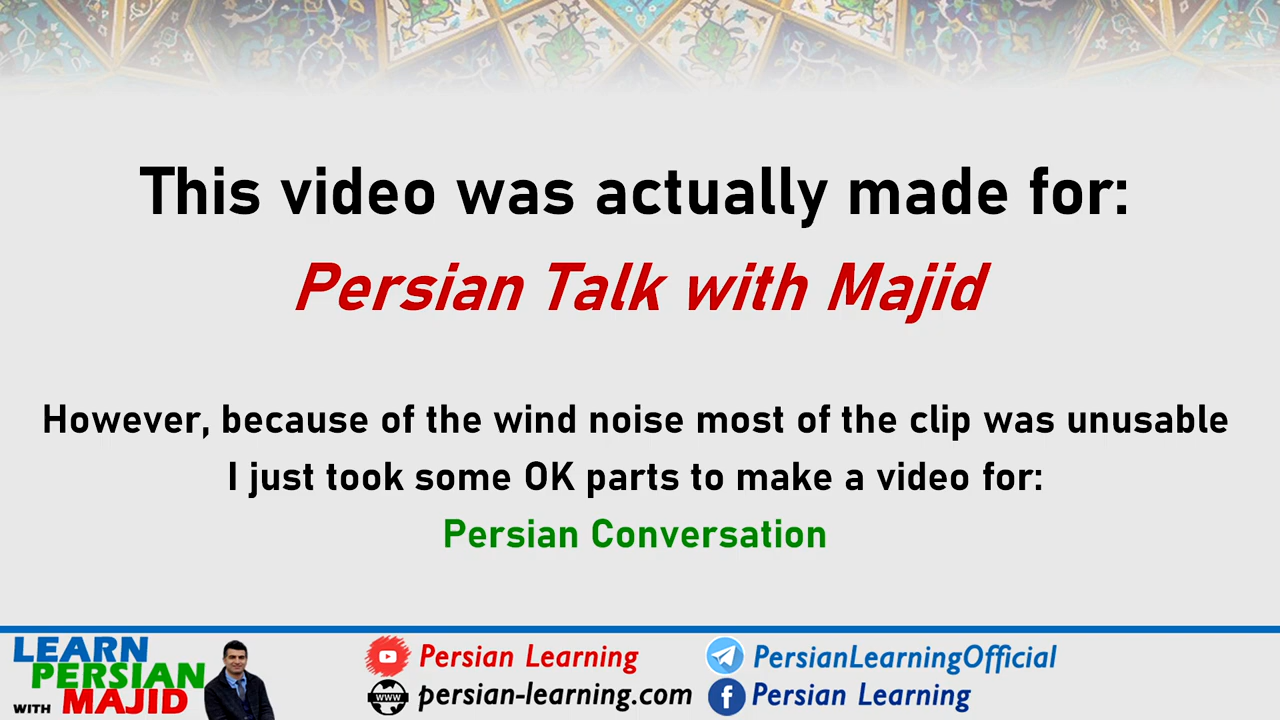 This video was actually made for:
Persian Talk with Majid
However, because of the wind noise most of the clip was unusable
I just took some OK parts to make a video for:
Persian Conversation
LEARN
PERSIAN
WITH MAJID
Persian Learning
www persian-learning.com
PersianLearningOfficial
Persian Learning